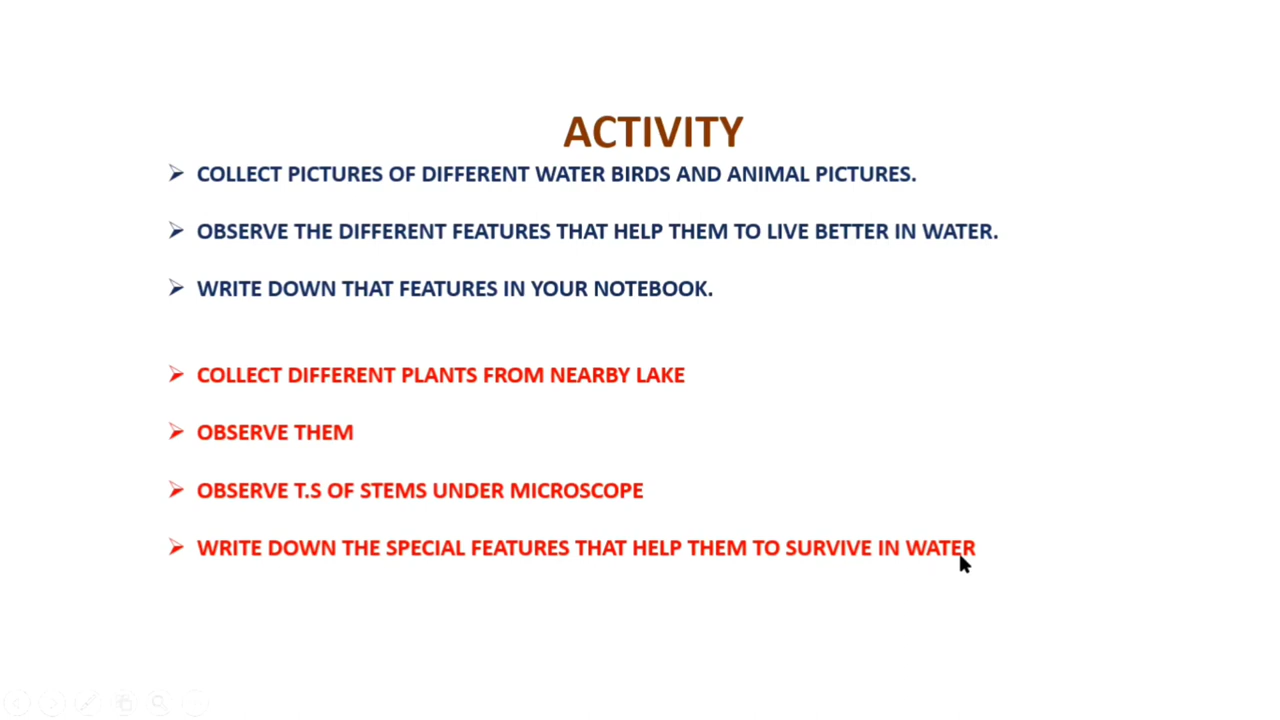 ACTIVITY
COLLECT PICTURES OF DIFFERENT WATER BIRDS AND ANIMAL PICTURES.
OBSERVE THE DIFFERENT FEATURES THAT HELP THEM TO LIVE BETTER IN WATER.
WRITE DOWN THAT FEATURES IN YOUR NOTEBOOK.
COLLECT DIFFERENT PLANTS FROM NEARBY LAKE
OBSERVE THEM
OBSERVE T.S OF STEMS UNDER MICROSCOPE
WRITE DOWN THE SPECIAL FEATURES THAT HELP THEM TO SURVIVE IN WATER